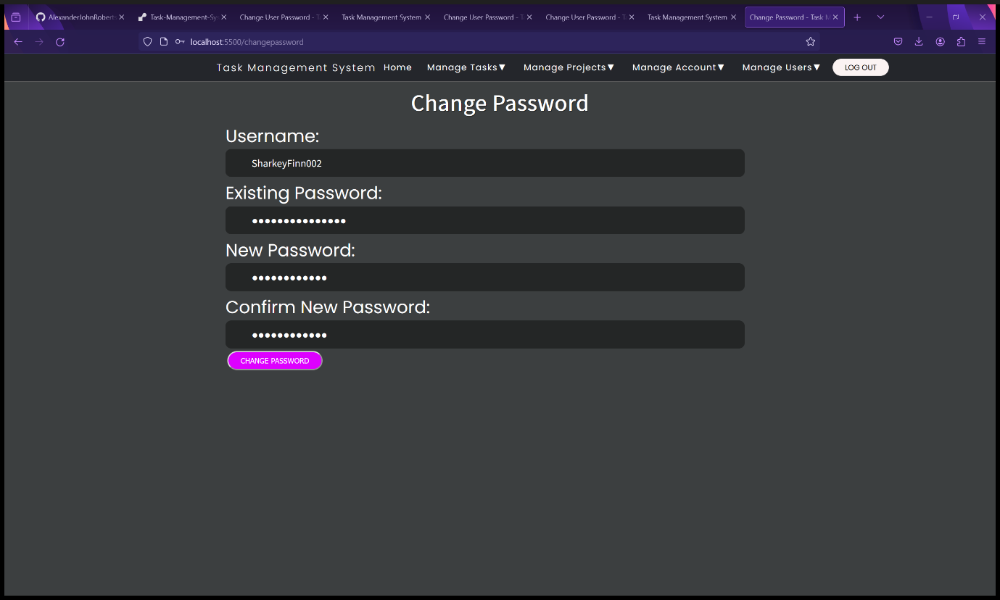 AlexanderJohnRoberts
Task-Management-Sy
Change User Password - T
Task Management System
Change User Password - T
Change User Password - T
Task Management System
Change Password - Task M
localhost:5500/changepassword
Task Management System Home Manage Tasks▼ Manage Projects▼ Manage Account▼ Manage Users▼ LOG OUT
Change Password
Username:
SharkeyFinn002
Existing Password:
●●●●●●●●●●●●●●●
New Password:
●●●●●●●●●●●●
Confirm New Password:
●●●●●●●●●●●●
CHANGE PASSWORD